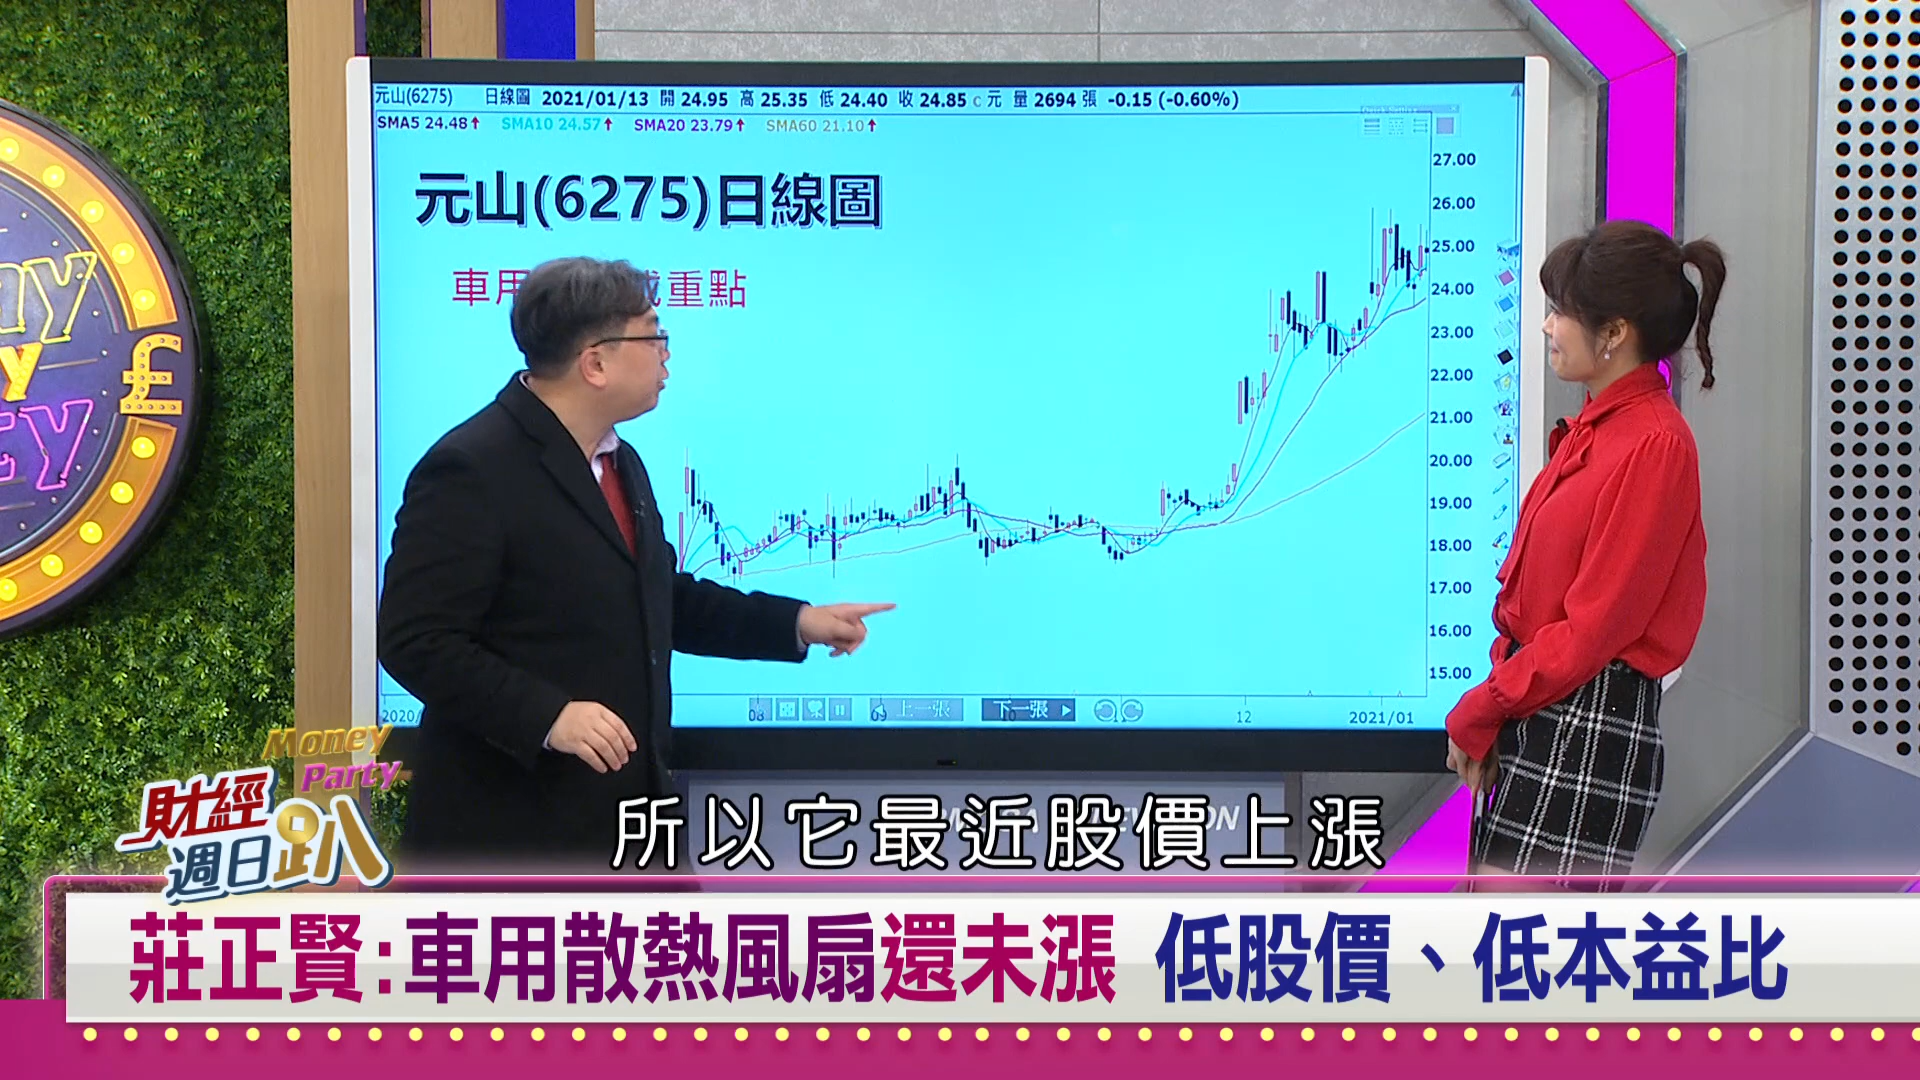 元山(6275) 日線圖 2021/01/13 開 24.95 高 25.35 低 24.40 收 24.85 c 元 量 2694 張 -0.15 (-0.60%)
SMA5 24.48↑ SMA10 24.57↑ SMA20 23.79↑ SMA60 21.10↑
元山(6275)日線圖
車用 重點
27.00
26.00
25.00
24.00
23.00
22.00
21.00
20.00
19.00
18.00
17.00
16.00
15.00
2020/ 08 09 上一張 下一張 10 12 2021/01
Money
Party
財經
週日趴
所以它最近股價上漲
莊正賢:車用散熱風扇還未漲 低股價、低本益比